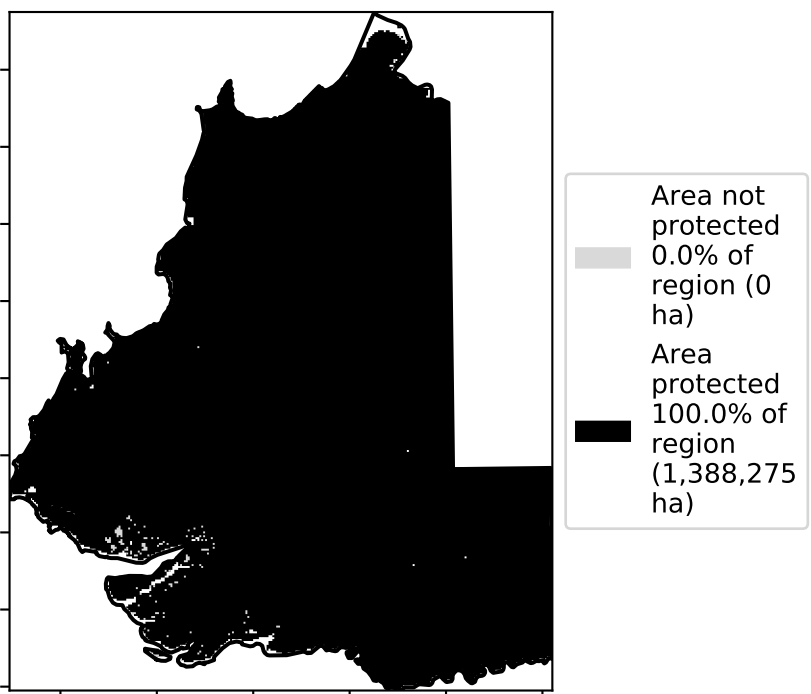 Area not
protected
0.0% of
region (0
ha)
Area
protected
100.0% of
region
(1,388,275
ha)